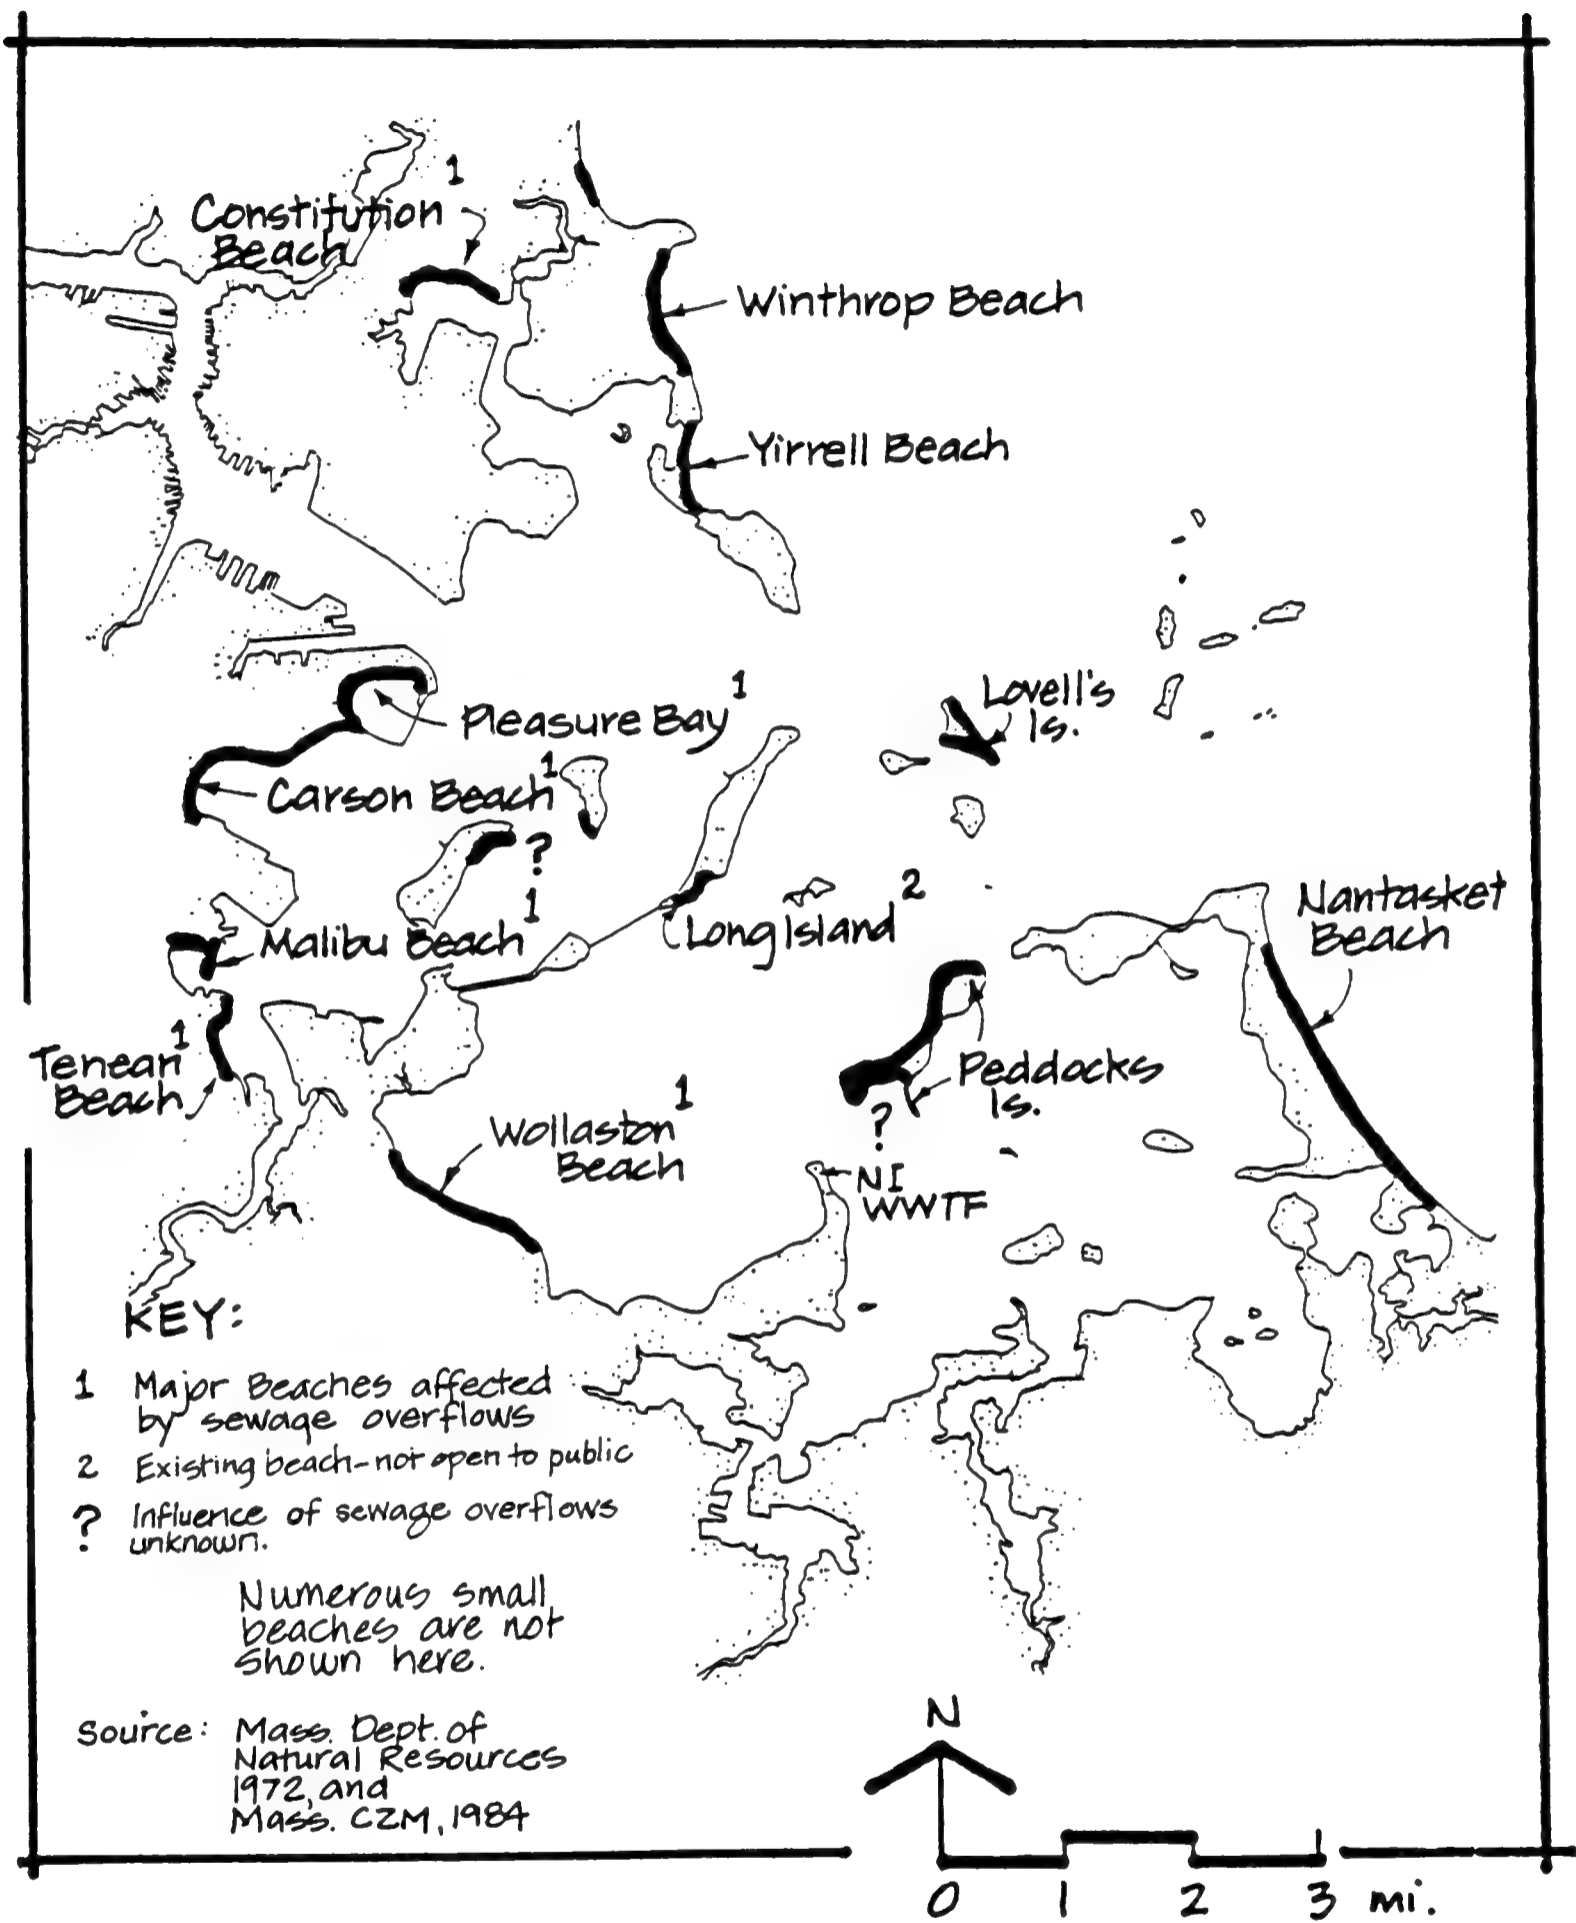 1
Constitution
Beach
Winthrop Beach
Yirrell Beach
1
Lovell's
Is.
Pleasure Bay
1
Carson Beach
?
2
1
Nantasket
Beach
Long Island
Malibu Beach
1
Tenean
Beach
Peddocks
Is.
?
1
Wollaston
Beach
NI
WWTF
KEY:
1 Major Beaches affected
by sewage overflows
2 Existing beach-not open to public
? Influence of sewage overflows
unknown.
Numerous small
beaches are not
shown here.
Source: Mass. Dept. of
Natural Resources
1972, and
Mass. CZM, 1984
N
0 1 2 3 mi.